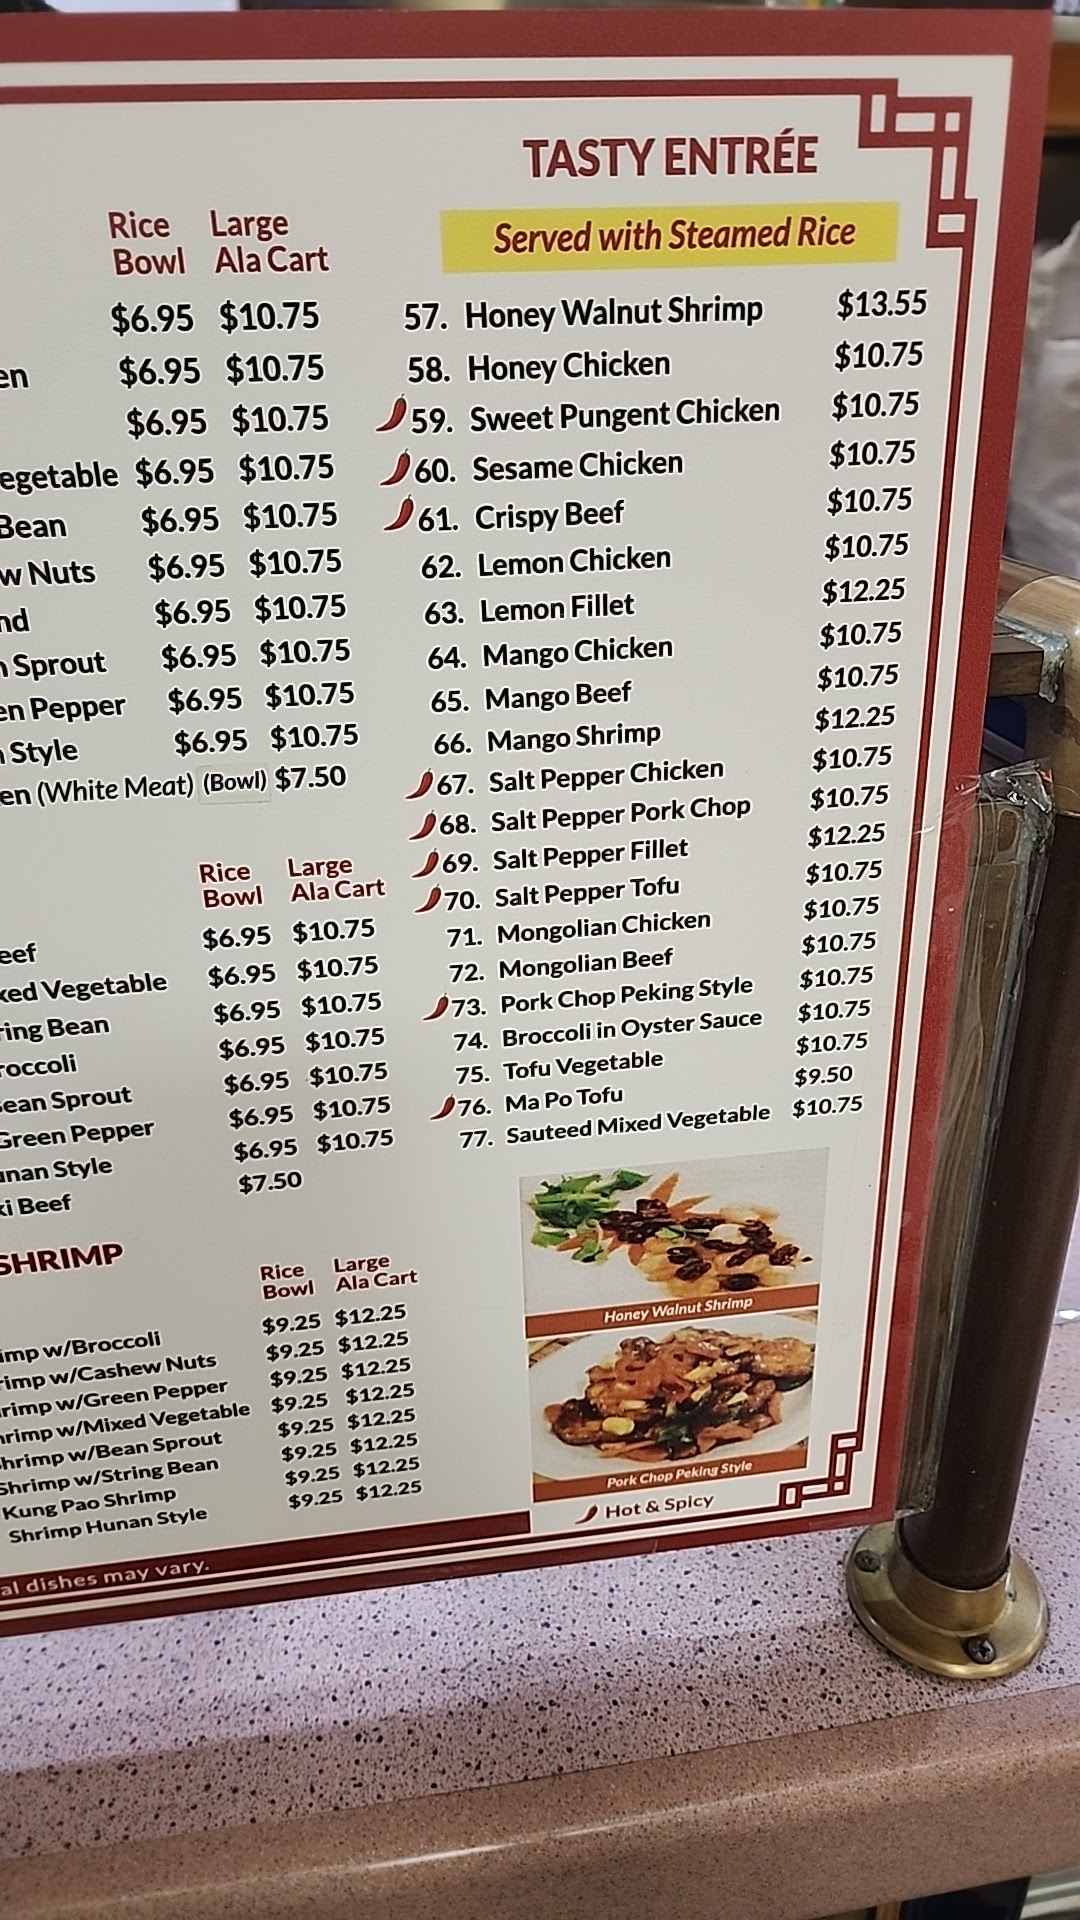 Rice Large
Bowl Ala Cart
$6.95 $10.75
en $6.95 $10.75
$6.95 $10.75
egetable $6.95 $10.75
Bean $6.95 $10.75
w Nuts $6.95 $10.75
nd $6.95 $10.75
n Sprout $6.95 $10.75
en Pepper $6.95 $10.75
n Style $6.95 $10.75
en (White Meat) (Bowl) $7.50
Rice Large
Bowl Ala Cart
eef $6.95 $10.75
xed Vegetable $6.95 $10.75
ring Bean $6.95 $10.75
roccoli $6.95 $10.75
Bean Sprout $6.95 $10.75
Green Pepper $6.95 $10.75
unan Style $6.95 $10.75
ki Beef $7.50
SHRIMP
Rice Large
Bowl Ala Cart
imp w/Broccoli $9.25 $12.25
rimp w/Cashew Nuts $9.25 $12.25
rimp w/Green Pepper $9.25 $12.25
hrimp w/Mixed Vegetable $9.25 $12.25
hrimp w/Bean Sprout $9.25 $12.25
Shrimp w/String Bean $9.25 $12.25
Kung Pao Shrimp $9.25 $12.25
Shrimp Hunan Style $9.25 $12.25
al dishes may vary.
TASTY ENTRÉE
Served with Steamed Rice
57. Honey Walnut Shrimp $13.55
58. Honey Chicken $10.75
59. Sweet Pungent Chicken $10.75
60. Sesame Chicken $10.75
61. Crispy Beef $10.75
62. Lemon Chicken $10.75
63. Lemon Fillet $12.25
64. Mango Chicken $10.75
65. Mango Beef $10.75
66. Mango Shrimp $12.25
67. Salt Pepper Chicken $10.75
68. Salt Pepper Pork Chop $10.75
69. Salt Pepper Fillet $12.25
70. Salt Pepper Tofu $10.75
71. Mongolian Chicken $10.75
72. Mongolian Beef $10.75
73. Pork Chop Peking Style $10.75
74. Broccoli in Oyster Sauce $10.75
75. Tofu Vegetable $10.75
76. Ma Po Tofu $9.50
77. Sauteed Mixed Vegetable $10.75
Honey Walnut Shrimp
Pork Chop Peking Style
Hot & Spicy